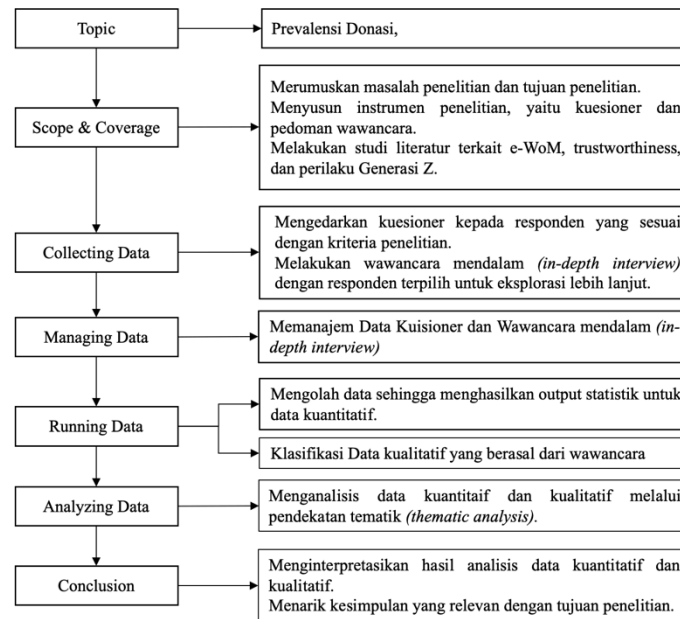 Topic
Prevalensi Donasi,
Scope & Coverage
Merumuskan masalah penelitian dan tujuan penelitian.
Menyusun instrumen penelitian, yaitu kuesioner dan
pedoman wawancara.
Melakukan studi literatur terkait e-WoM, trustworthiness,
dan perilaku Generasi Z.
Collecting Data
Mengedarkan kuesioner kepada responden yang sesuai
dengan kriteria penelitian.
Melakukan wawancara mendalam (in-depth interview)
dengan responden terpilih untuk eksplorasi lebih lanjut.
Managing Data
Memanajem Data Kuisioner dan Wawancara mendalam (in-
depth interview)
Running Data
Mengolah data sehingga menghasilkan output statistik untuk
data kuantitatif.
Klasifikasi Data kualitatif yang berasal dari wawancara
Analyzing Data
Menganalisis data kuantitaif dan kualitatif melalui
pendekatan tematik (thematic analysis).
Conclusion
Menginterpretasikan hasil analisis data kuantitatif dan
kualitatif.
Menarik kesimpulan yang relevan dengan tujuan penelitian.